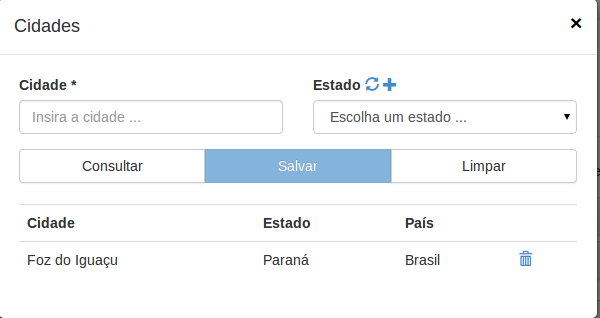 Cidades ×
Cidade * Estado
Insira a cidade ... Escolha um estado ...
Consultar Salvar Limpar
Cidade Estado País
Foz do Iguaçu Paraná Brasil